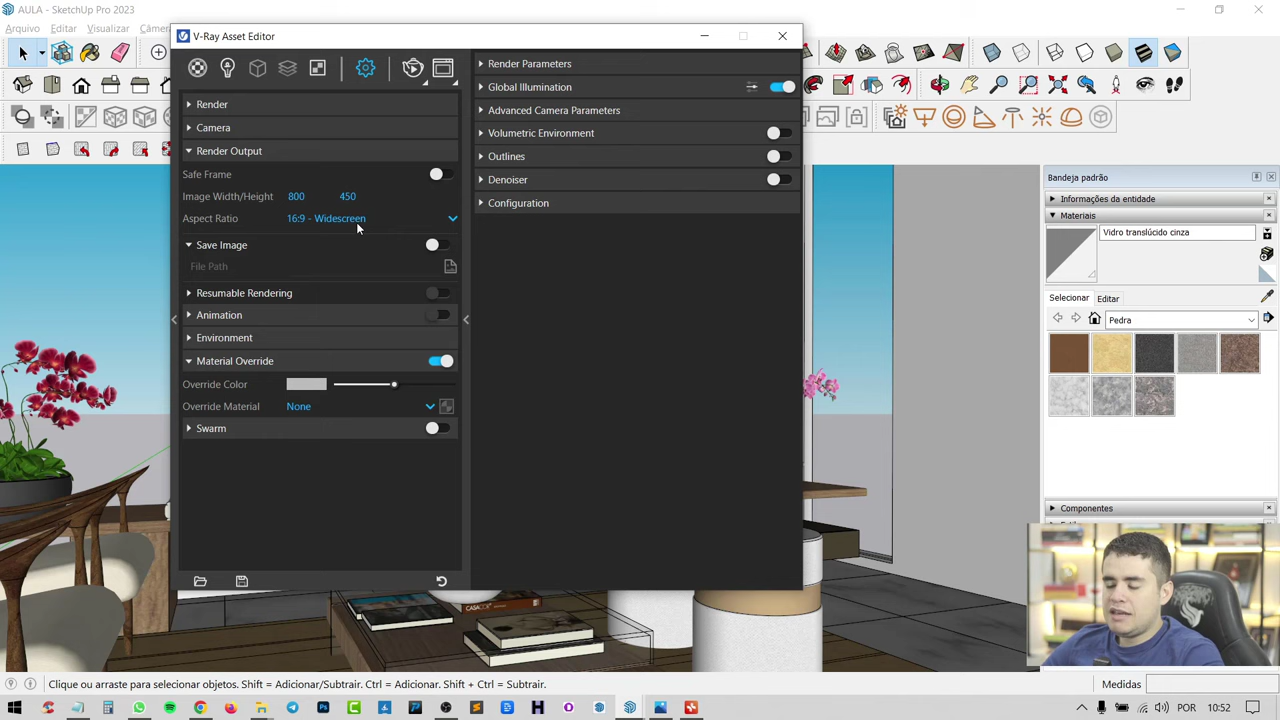 AULA - SketchUp Pro 2023
Arquivo Editar Visualizar Câmera
V-Ray Asset Editor
Render
Camera
Render Output
Safe Frame
Image Width/Height 800 450
Aspect Ratio 16:9 - Widescreen
Save Image
File Path
Resumable Rendering
Animation
Environment
Material Override
Override Color
Override Material None
Swarm
Render Parameters
Global Illumination
Advanced Camera Parameters
Volumetric Environment
Outlines
Denoiser
Configuration
Bandeja padrão
Informações da entidade
Materiais
Vidro translúcido cinza
Selecionar Editar
Pedra
Componentes
CASACOR
Clique ou arraste para selecionar objetos. Shift = Adicionar/Subtrair. Ctrl = Adicionar. Shift + Ctrl = Subtrair.
Medidas
POR 10:52